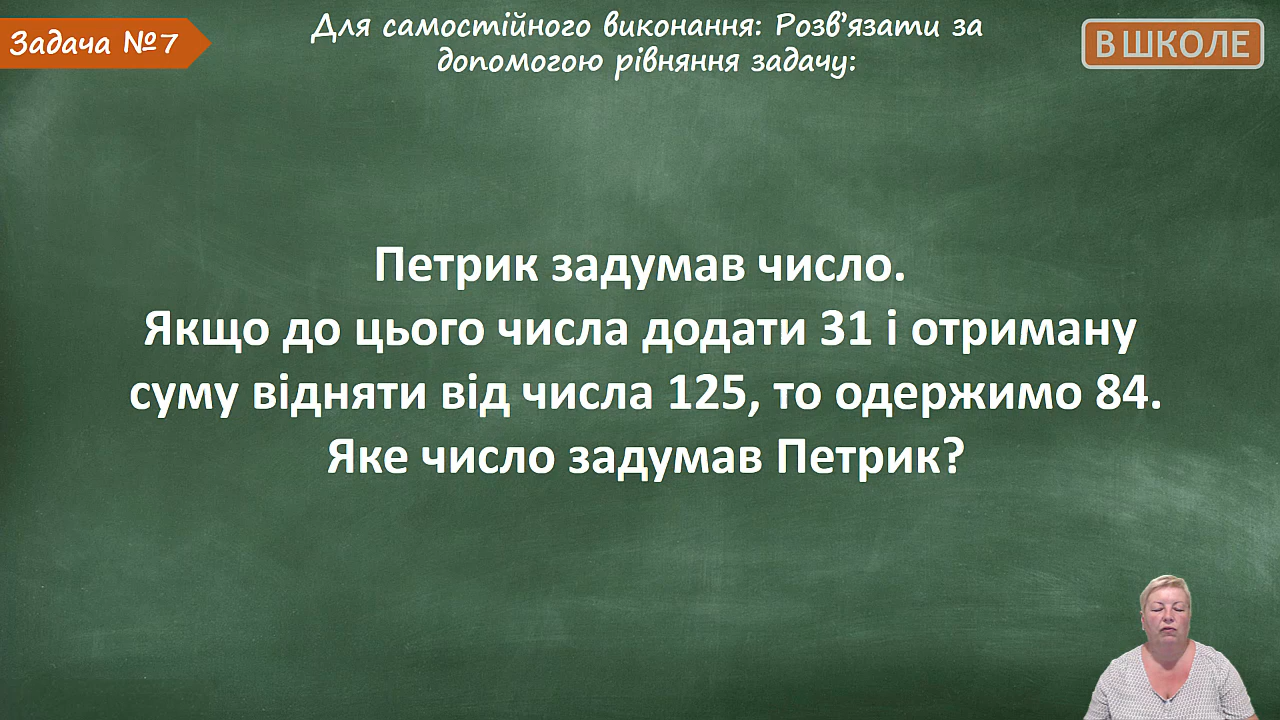 Задача №7
Для самостійного виконання: Розв'язати за
допомогою рівняння задачу:
В ШКОЛЕ
Петрик задумав число.
Якщо до цього числа додати 31 і отриману
суму відняти від числа 125, то одержимо 84.
Яке число задумав Петрик?